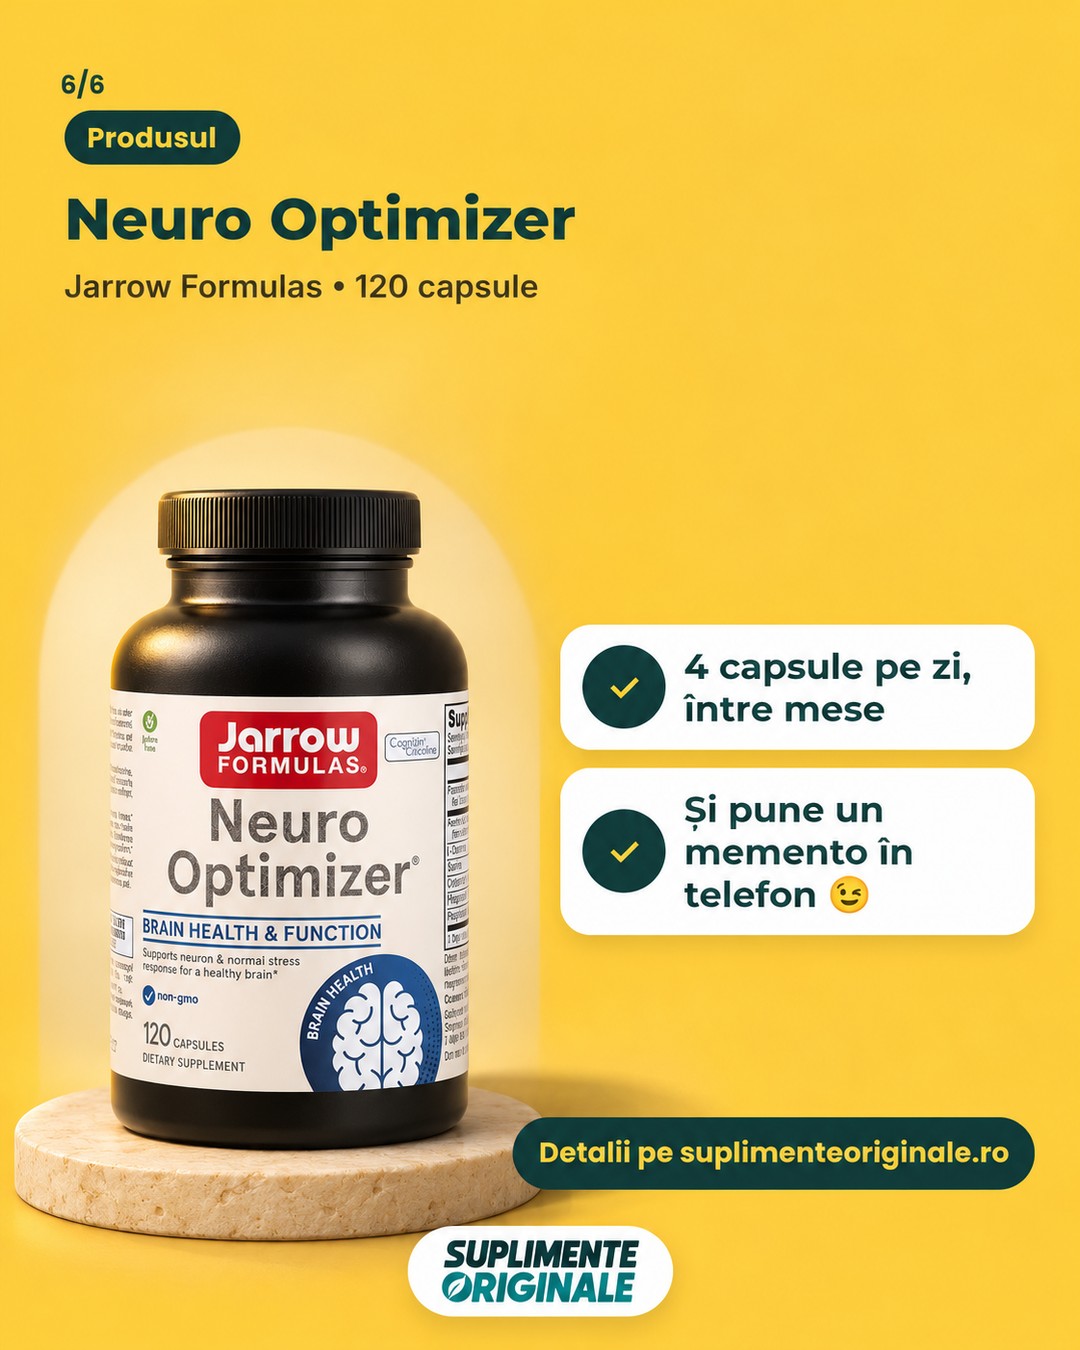 6/6
Produsul
Neuro Optimizer
Jarrow Formulas • 120 capsule
Jarrow
FORMULAS®
Cognizin®
Citicoline
Neuro
Optimizer®
BRAIN HEALTH & FUNCTION
Supports neuron & normal stress
response for a healthy brain*
non-gmo
120 CAPSULES
DIETARY SUPPLEMENT
BRAIN HEALTH
4 capsule pe zi,
între mese
Și pune un
memento în
telefon 😉
Detalii pe suplimenteoriginale.ro
SUPLIMENTE
ORIGINALE